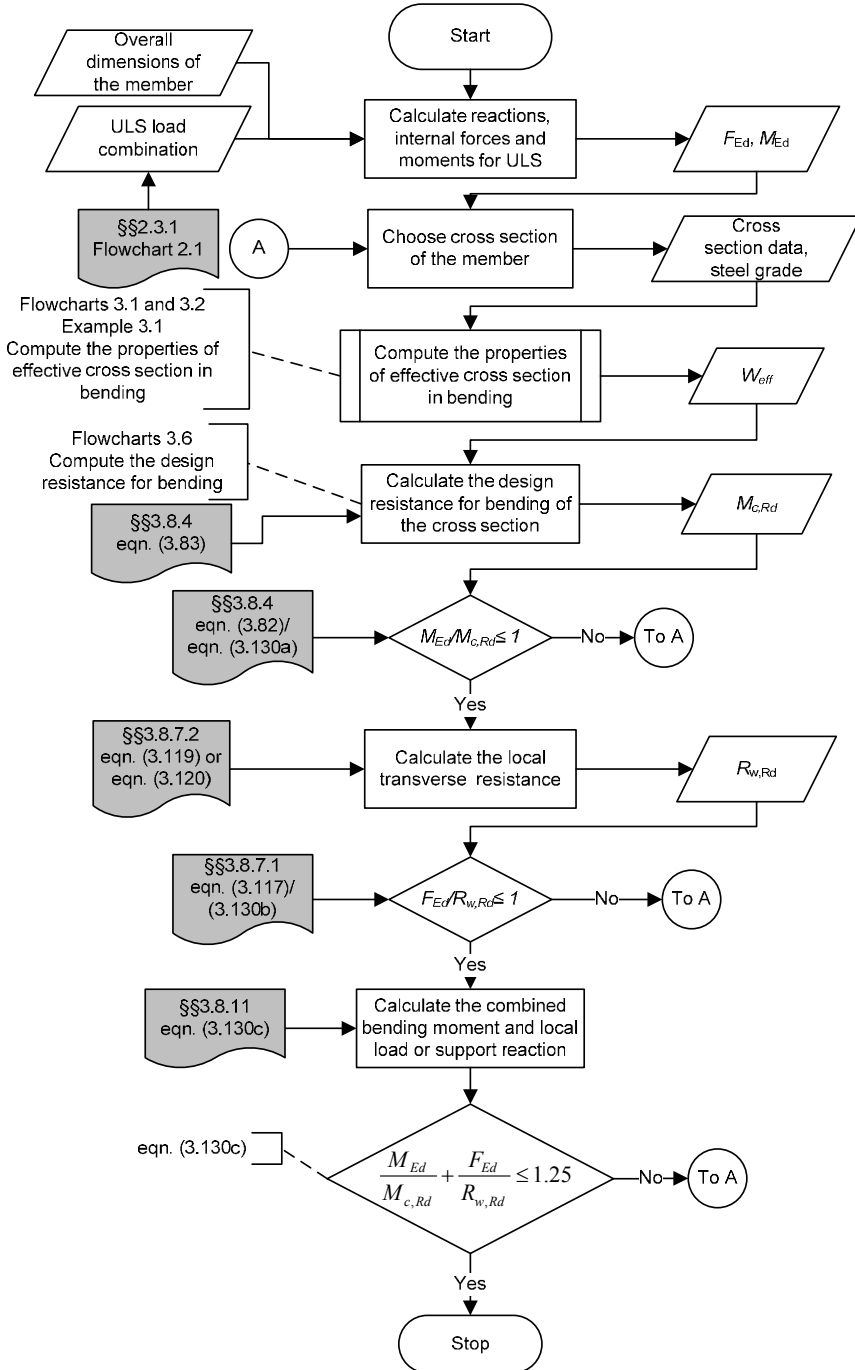 Start
Overall
dimensions of
the member
ULS load
combination
Calculate reactions,
internal forces and
moments for ULS
F_Ed, M_Ed
§§2.3.1
Flowchart 2.1
A
Choose cross section
of the member
Cross
section data,
steel grade
Flowcharts 3.1 and 3.2
Example 3.1
Compute the properties of
effective cross section in
bending
Compute the properties
of effective cross section
in bending
W_eff
Flowcharts 3.6
Compute the design
resistance for bending
Calculate the design
resistance for bending of
the cross section
M_c,Rd
§§3.8.4
eqn. (3.83)
§§3.8.4
eqn. (3.82)/
eqn. (3.130a)
M_Ed/M_c,Rd ≤ 1
No
To A
Yes
§§3.8.7.2
eqn. (3.119) or
eqn. (3.120)
Calculate the local
transverse resistance
R_w,Rd
§§3.8.7.1
eqn. (3.117)/
(3.130b)
F_Ed/R_w,Rd ≤ 1
No
To A
Yes
§§3.8.11
eqn. (3.130c)
Calculate the combined
bending moment and local
load or support reaction
eqn. (3.130c)
M_Ed/M_c,Rd + F_Ed/R_w,Rd ≤ 1.25
No
To A
Yes
Stop